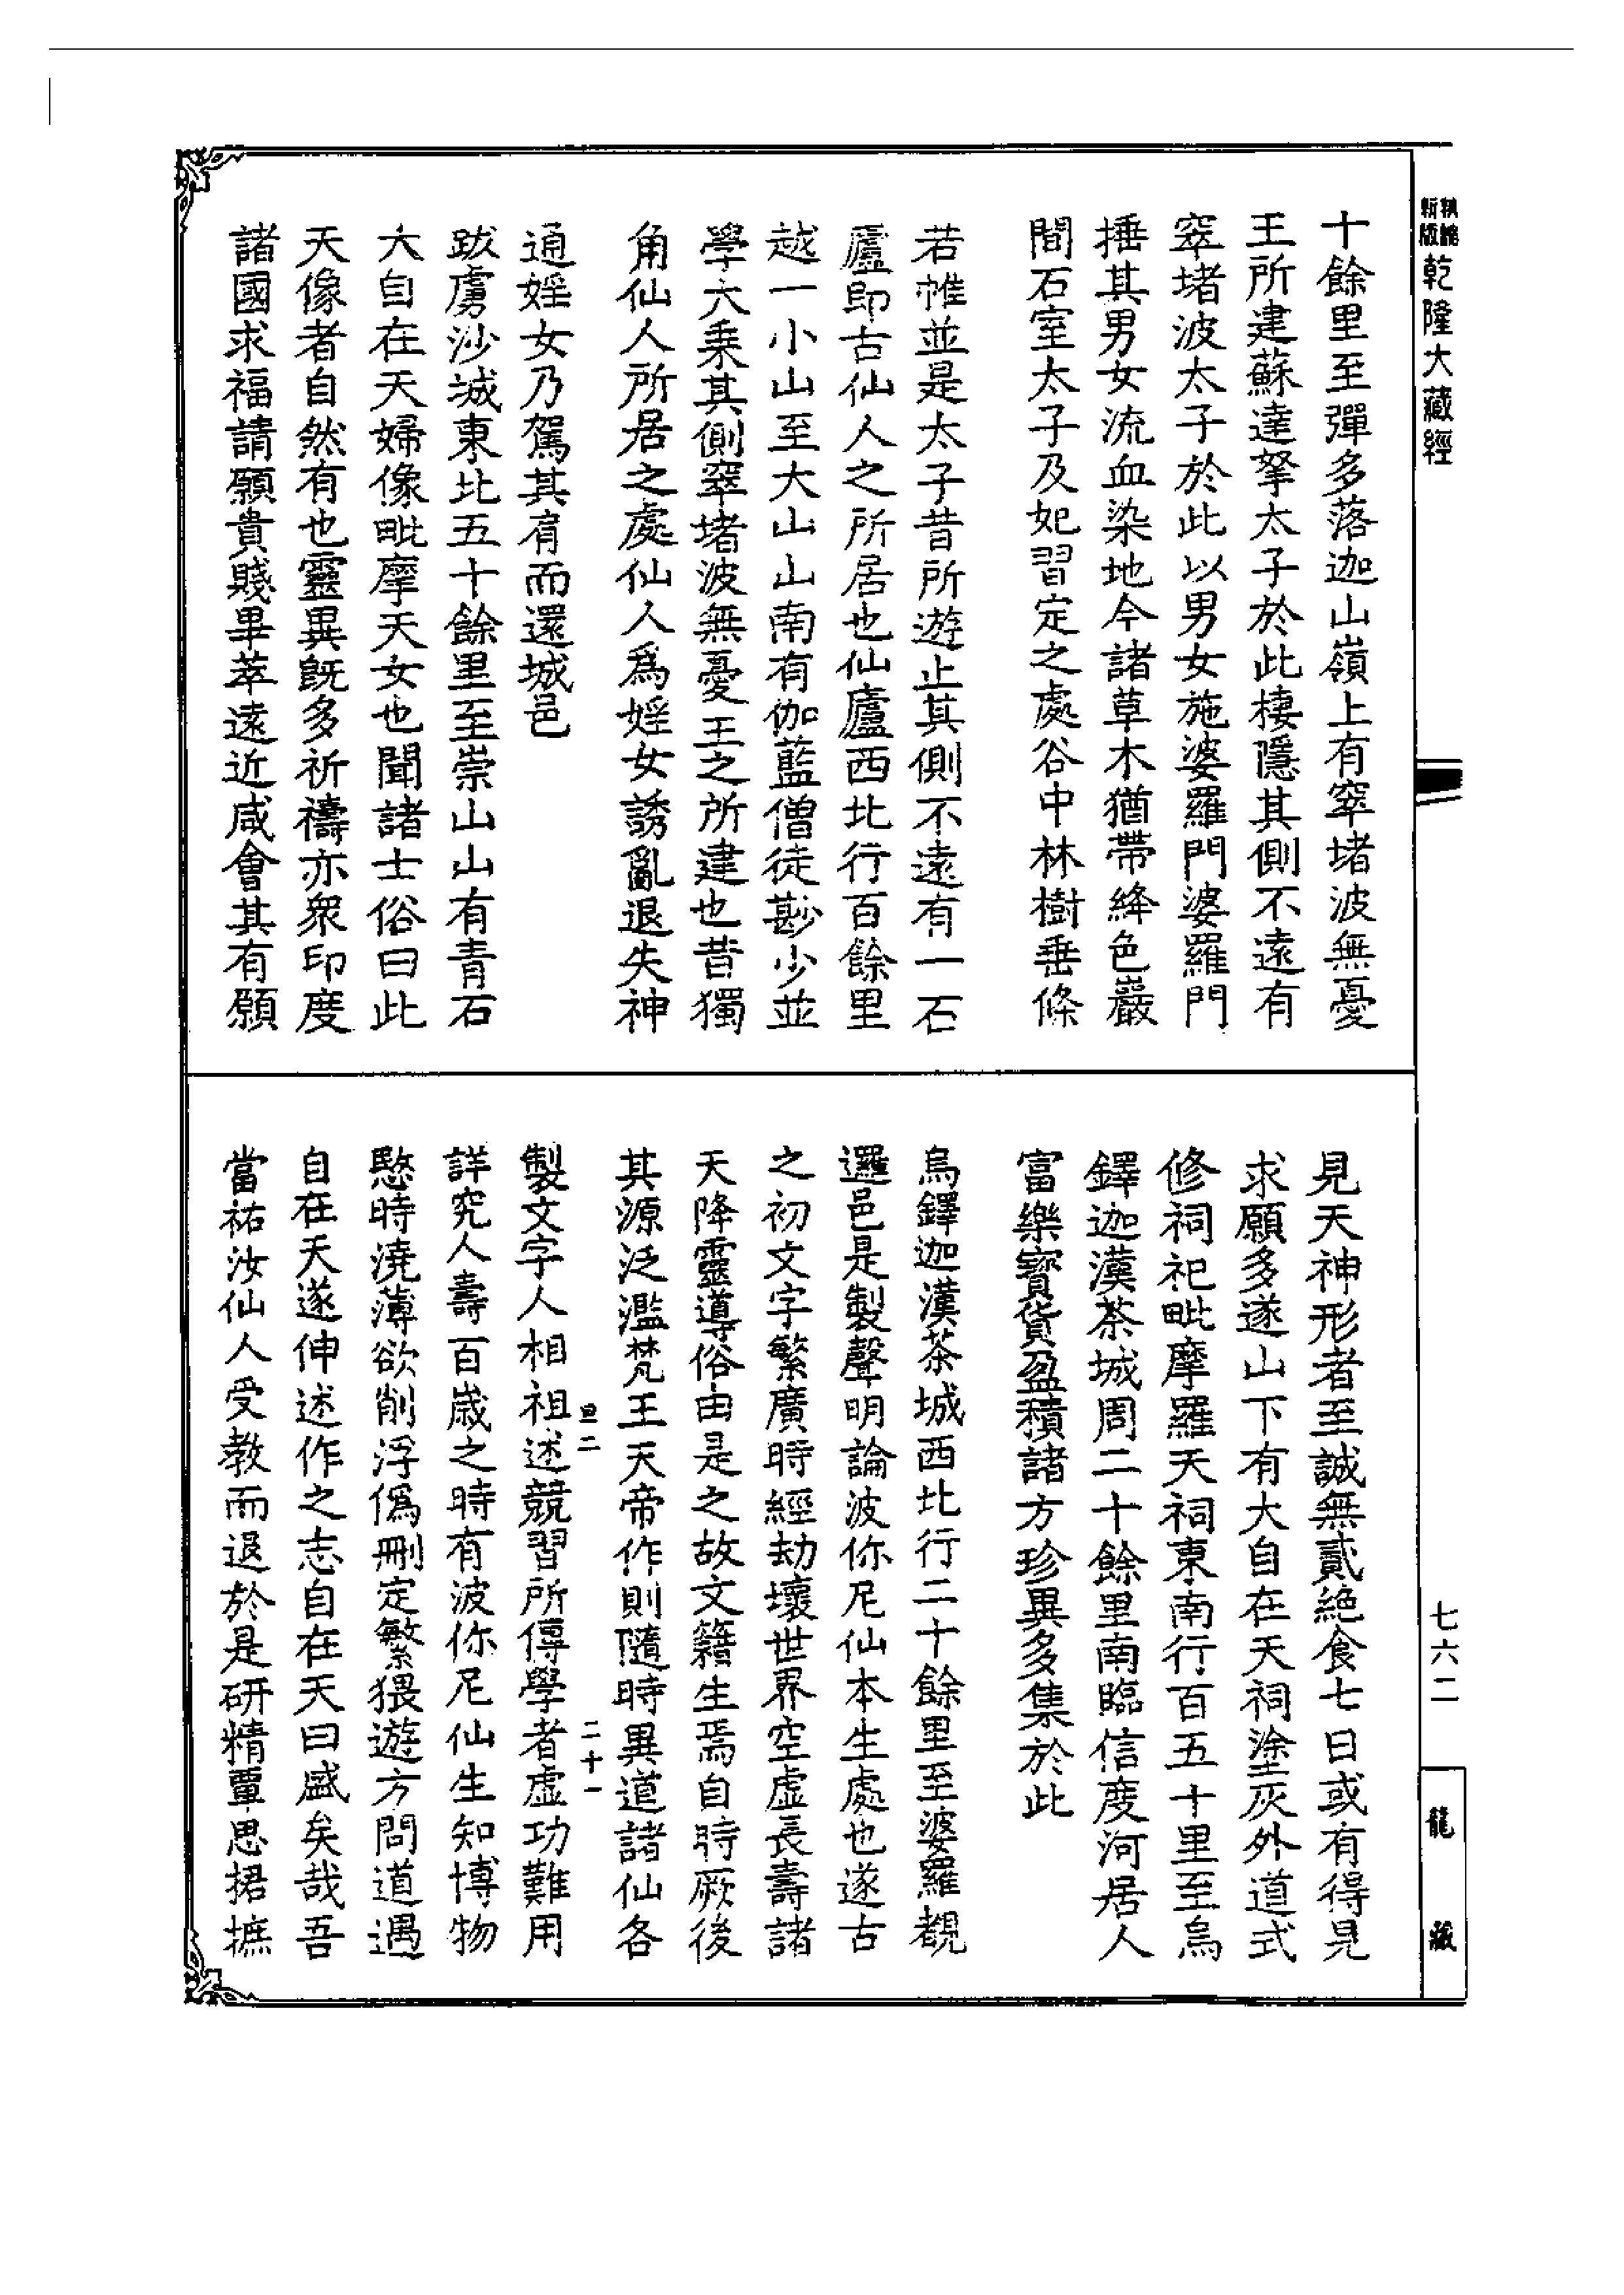 新編縮版乾隆大藏經
十餘里至彈多落迦山嶺上有窣堵波無憂
王所建蘇達拏太子於此棲隱其側不遠有
窣堵波太子於此以男女施婆羅門婆羅門
捶其男女流血染地今諸草木猶帶絳色巖
間石室太子及妃習定之處谷中林樹垂條
若帷並是太子昔所遊止其側不遠有一石
廬即古仙人之所居也仙廬西北行百餘里
越一小山至大山山南有伽藍僧徒尠少並
學大乘其側窣堵波無憂王之所建也昔獨
角仙人所居之處仙人為婬女誘亂退失神
通婬女乃駕其肩而還城邑
跋虜沙城東北五十餘里至崇山山有青石
大自在天婦像毗摩天女也聞諸士俗曰此
天像者自然有也靈異旣多祈禱亦衆印度
諸國求福請願貴賤畢萃遠近咸會其有願
見天神形者至誠無貳絕食七日或有得見
求願多遂山下有大自在天祠塗灰外道式
修祠祀毗摩羅天祠東南行百五十里至烏
鐸迦漢荼城周二十餘里南臨信度河居人
富樂寶貨盈積諸方珍異多集於此
烏鐸迦漢荼城西北行二十餘里至婆羅覩
邏邑是製聲明論波你尼仙本生處也遂古
之初文字繁廣時經劫壞世界空虛長壽諸
天降靈導俗由是之故文籍生焉自時厥後
其源泛濫梵王天帝作則隨時異道諸仙各
旦二
二十一
製文字人相祖述競習所傳學者虛功難用
詳究人壽百歲之時有波你尼仙生知博物
愍時澆薄欲削浮偽刪定繁猥遊方問道遇
自在天遂伸述作之志自在天曰盛矣哉吾
當祐汝仙人受教而退於是研精覃思捃摭
七六二
龍藏